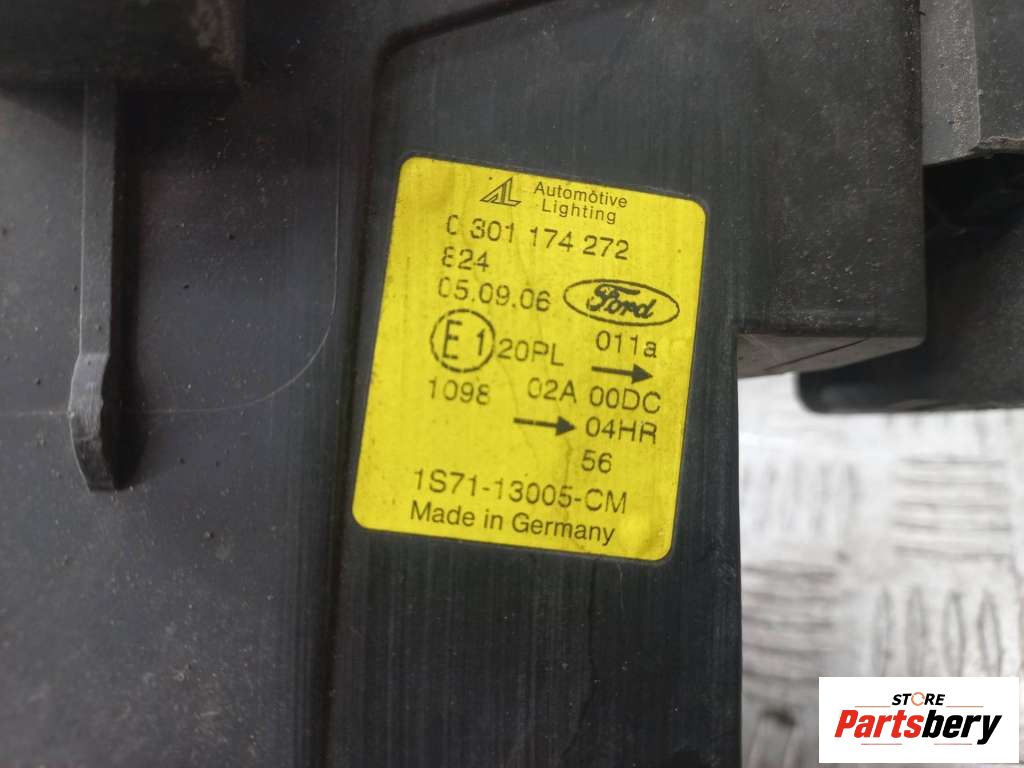 AL Automotive
Lighting
0 301 174 272
824
05.09.06 Ford
011a
E1 20PL
1098 02A 00DC
04HR
56
1S71-13005-CM
Made in Germany
STORE
Partsbery